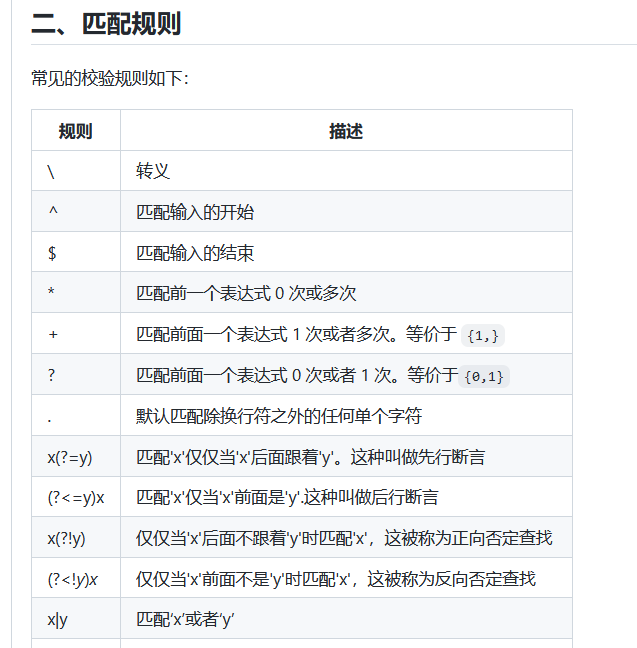 二、匹配规则
常见的校验规则如下：
规则 描述
\ 转义
^ 匹配输入的开始
$ 匹配输入的结束
* 匹配前一个表达式 0 次或多次
+ 匹配前面一个表达式 1 次或者多次。等价于 {1,}
? 匹配前面一个表达式 0 次或者 1 次。等价于 {0,1}
. 默认匹配除换行符之外的任何单个字符
x(?=y) 匹配'x'仅仅当'x'后面跟着'y'。这种叫做先行断言
(?<=y)x 匹配'x'仅当'x'前面是'y'.这种叫做后行断言
x(?!y) 仅仅当'x'后面不跟着'y'时匹配'x'，这被称为正向否定查找
(?<!y)x 仅仅当'x'前面不是'y'时匹配'x'，这被称为反向否定查找
x|y 匹配‘x’或者‘y’